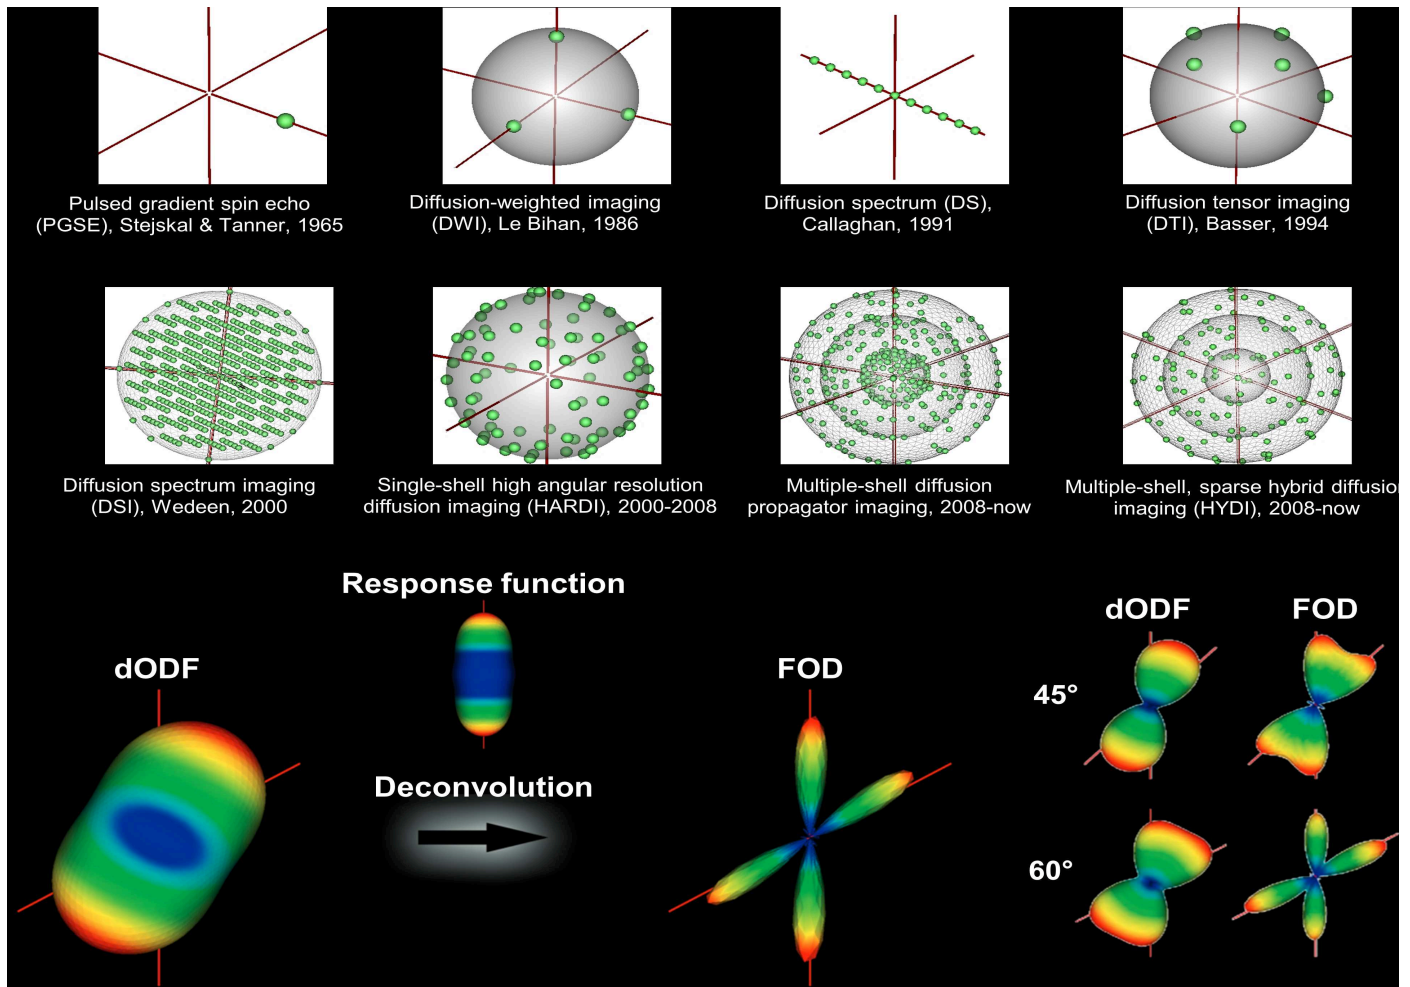 Pulsed gradient spin echo
(PGSE), Stejskal & Tanner, 1965
Diffusion-weighted imaging
(DWI), Le Bihan, 1986
Diffusion spectrum (DS),
Callaghan, 1991
Diffusion tensor imaging
(DTI), Basser, 1994
Diffusion spectrum imaging
(DSI), Wedeen, 2000
Single-shell high angular resolution
diffusion imaging (HARDI), 2000-2008
Multiple-shell diffusion
propagator imaging, 2008-now
Multiple-shell, sparse hybrid diffusion
imaging (HYDI), 2008-now
Response function
dODF
Deconvolution
FOD
dODF FOD
45°
60°